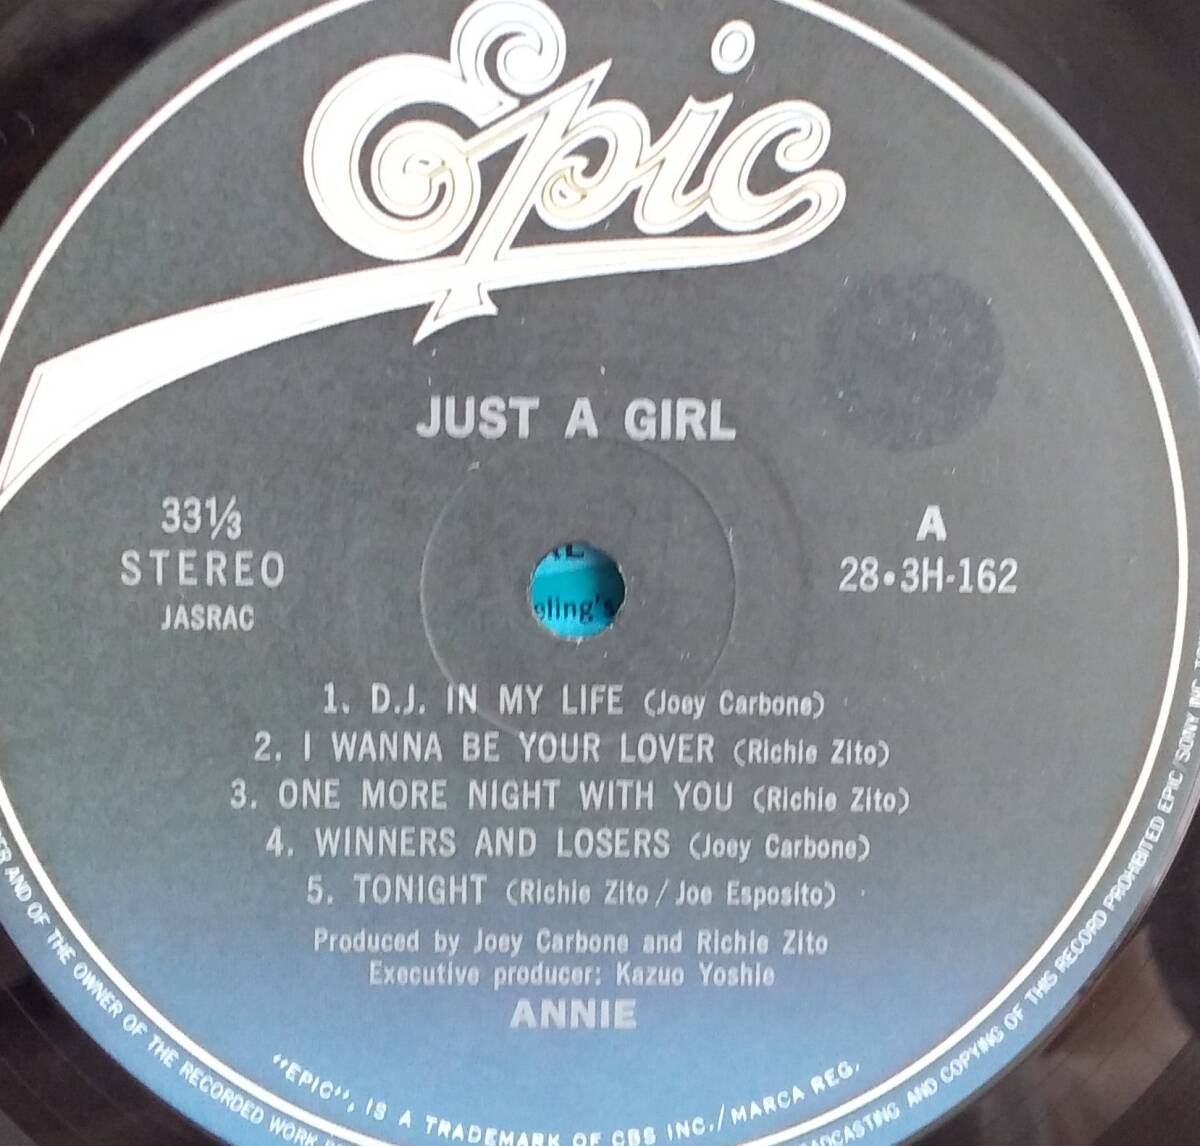 Epic
JUST A GIRL
33⅓
STEREO
JASRAC
A
28•3H-162
eling's
1. D.J. IN MY LIFE (Joey Carbone)
2. I WANNA BE YOUR LOVER (Richie Zito)
3. ONE MORE NIGHT WITH YOU (Richie Zito)
4. WINNERS AND LOSERS (Joey Carbone)
5. TONIGHT (Richie Zito / Joe Esposito)
Produced by Joey Carbone and Richie Zito
Executive producer: Kazuo Yoshie
ANNIE
"EPIC", IS A TRADEMARK OF CBS INC./MARCA REG.
AND OF THE OWNER OF THE RECORDED WORK
BROADCASTING AND COPYING OF THIS RECORD PROHIBITED EPIC/SONY INC.